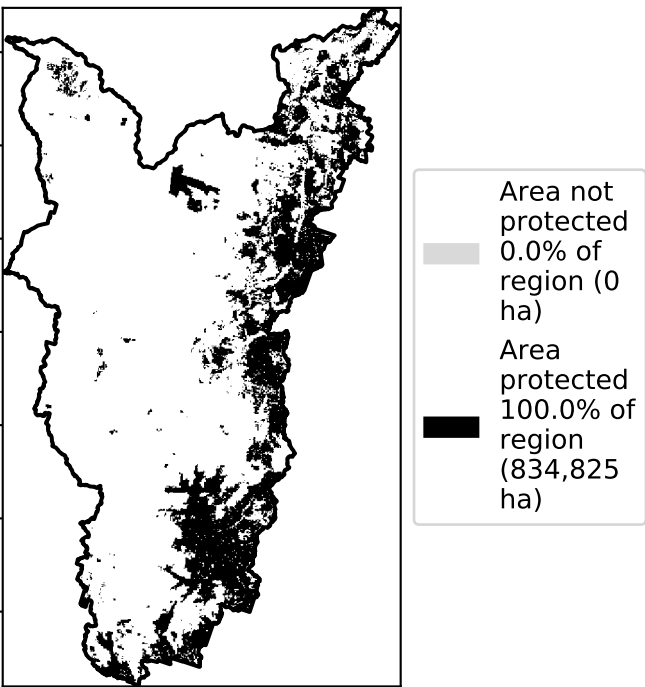 Area not
protected
0.0% of
region (0
ha)
Area
protected
100.0% of
region
(834,825
ha)